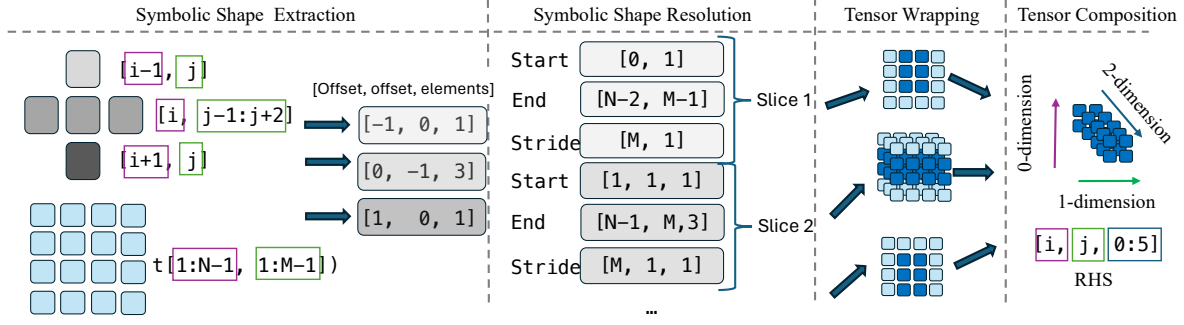 Symbolic Shape Extraction
[i-1, j]
[i, j-1:j+2]
[i+1, j]
t[1:N-1, 1:M-1])
[Offset, offset, elements]
[-1, 0, 1]
[0, -1, 3]
[1, 0, 1]
Symbolic Shape Resolution
Start [0, 1]
End [N-2, M-1]
Stride [M, 1]
Slice 1
Start [1, 1, 1]
End [N-1, M,3]
Stride [M, 1, 1]
Slice 2
…
Tensor Wrapping
Tensor Composition
0-dimension
2-dimension
1-dimension
[i, j, 0:5]
RHS